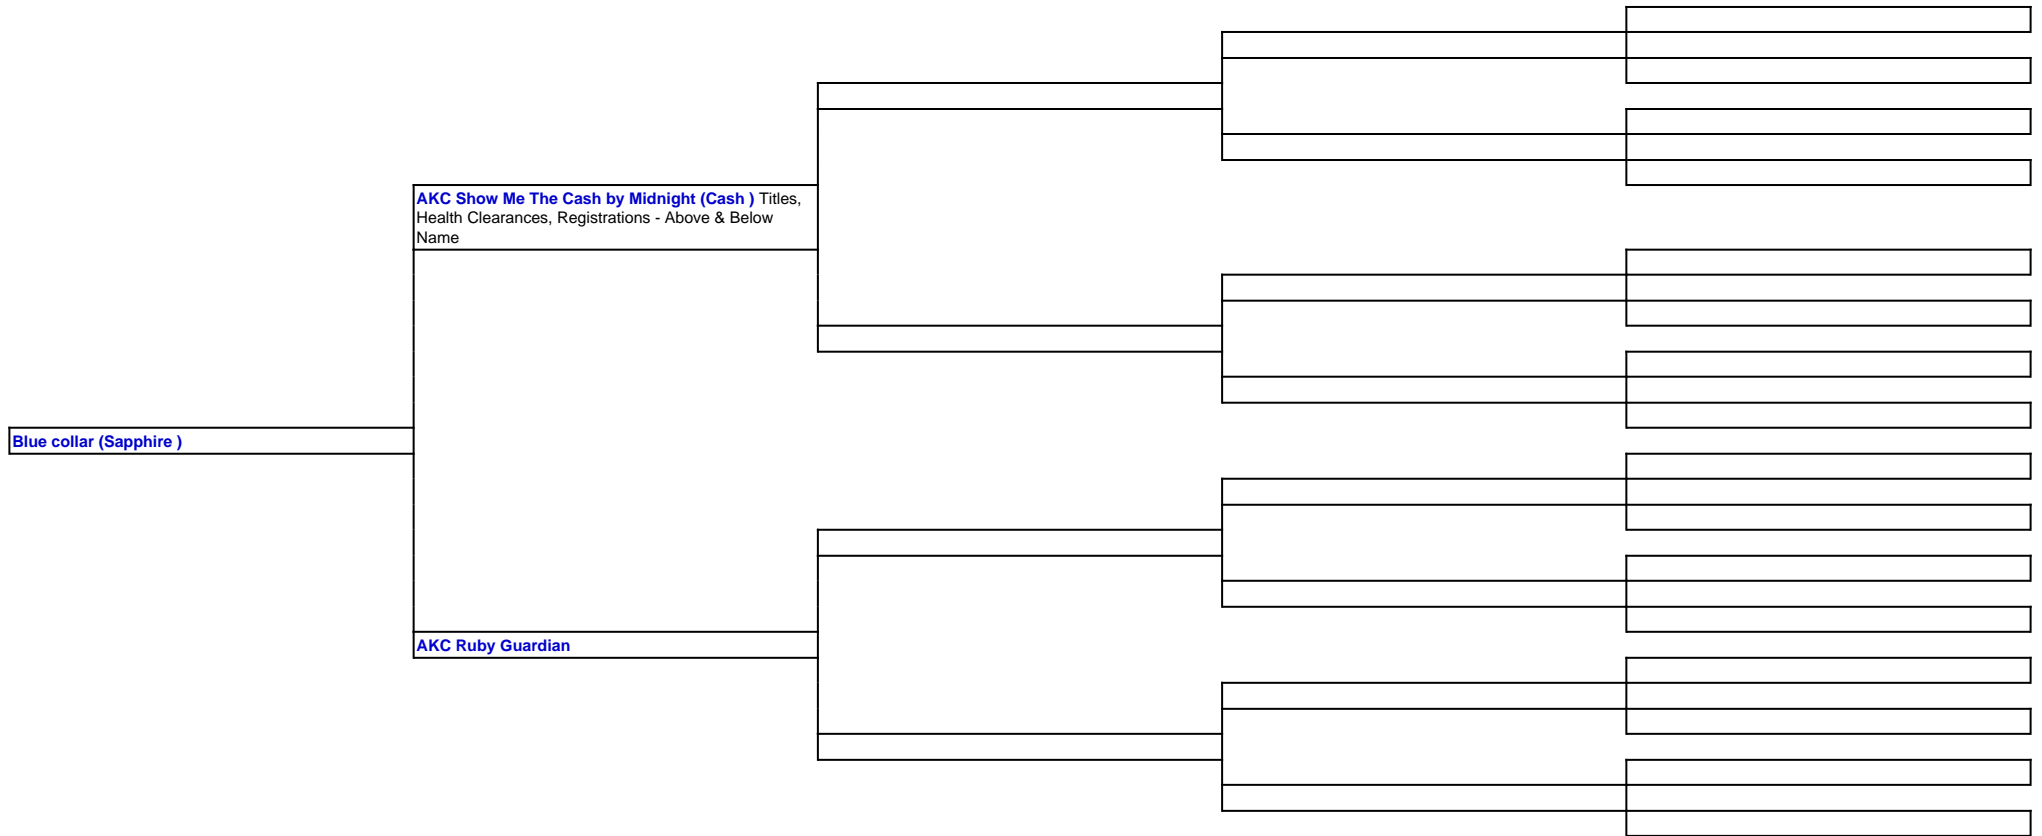 AKC Show Me The Cash by Midnight (Cash ) Titles,
Health Clearances, Registrations - Above & Below
Name
Blue collar (Sapphire )
AKC Ruby Guardian